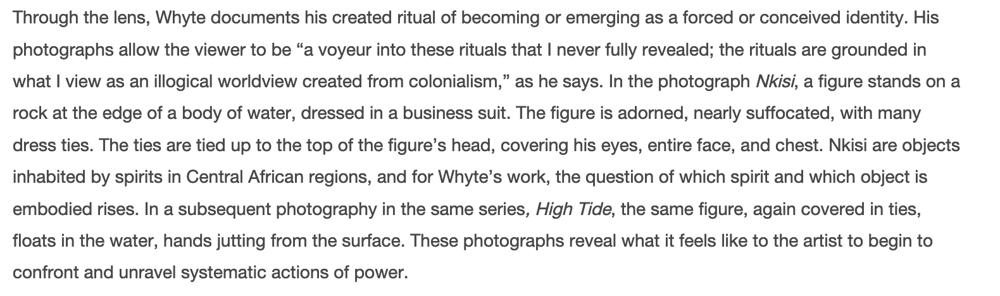 Through the lens, Whyte documents his created ritual of becoming or emerging as a forced or conceived identity. His
photographs allow the viewer to be “a voyeur into these rituals that I never fully revealed; the rituals are grounded in
what I view as an illogical worldview created from colonialism,” as he says. In the photograph Nkisi, a figure stands on a
rock at the edge of a body of water, dressed in a business suit. The figure is adorned, nearly suffocated, with many
dress ties. The ties are tied up to the top of the figure’s head, covering his eyes, entire face, and chest. Nkisi are objects
inhabited by spirits in Central African regions, and for Whyte’s work, the question of which spirit and which object is
embodied rises. In a subsequent photography in the same series, High Tide, the same figure, again covered in ties,
floats in the water, hands jutting from the surface. These photographs reveal what it feels like to the artist to begin to
confront and unravel systematic actions of power.